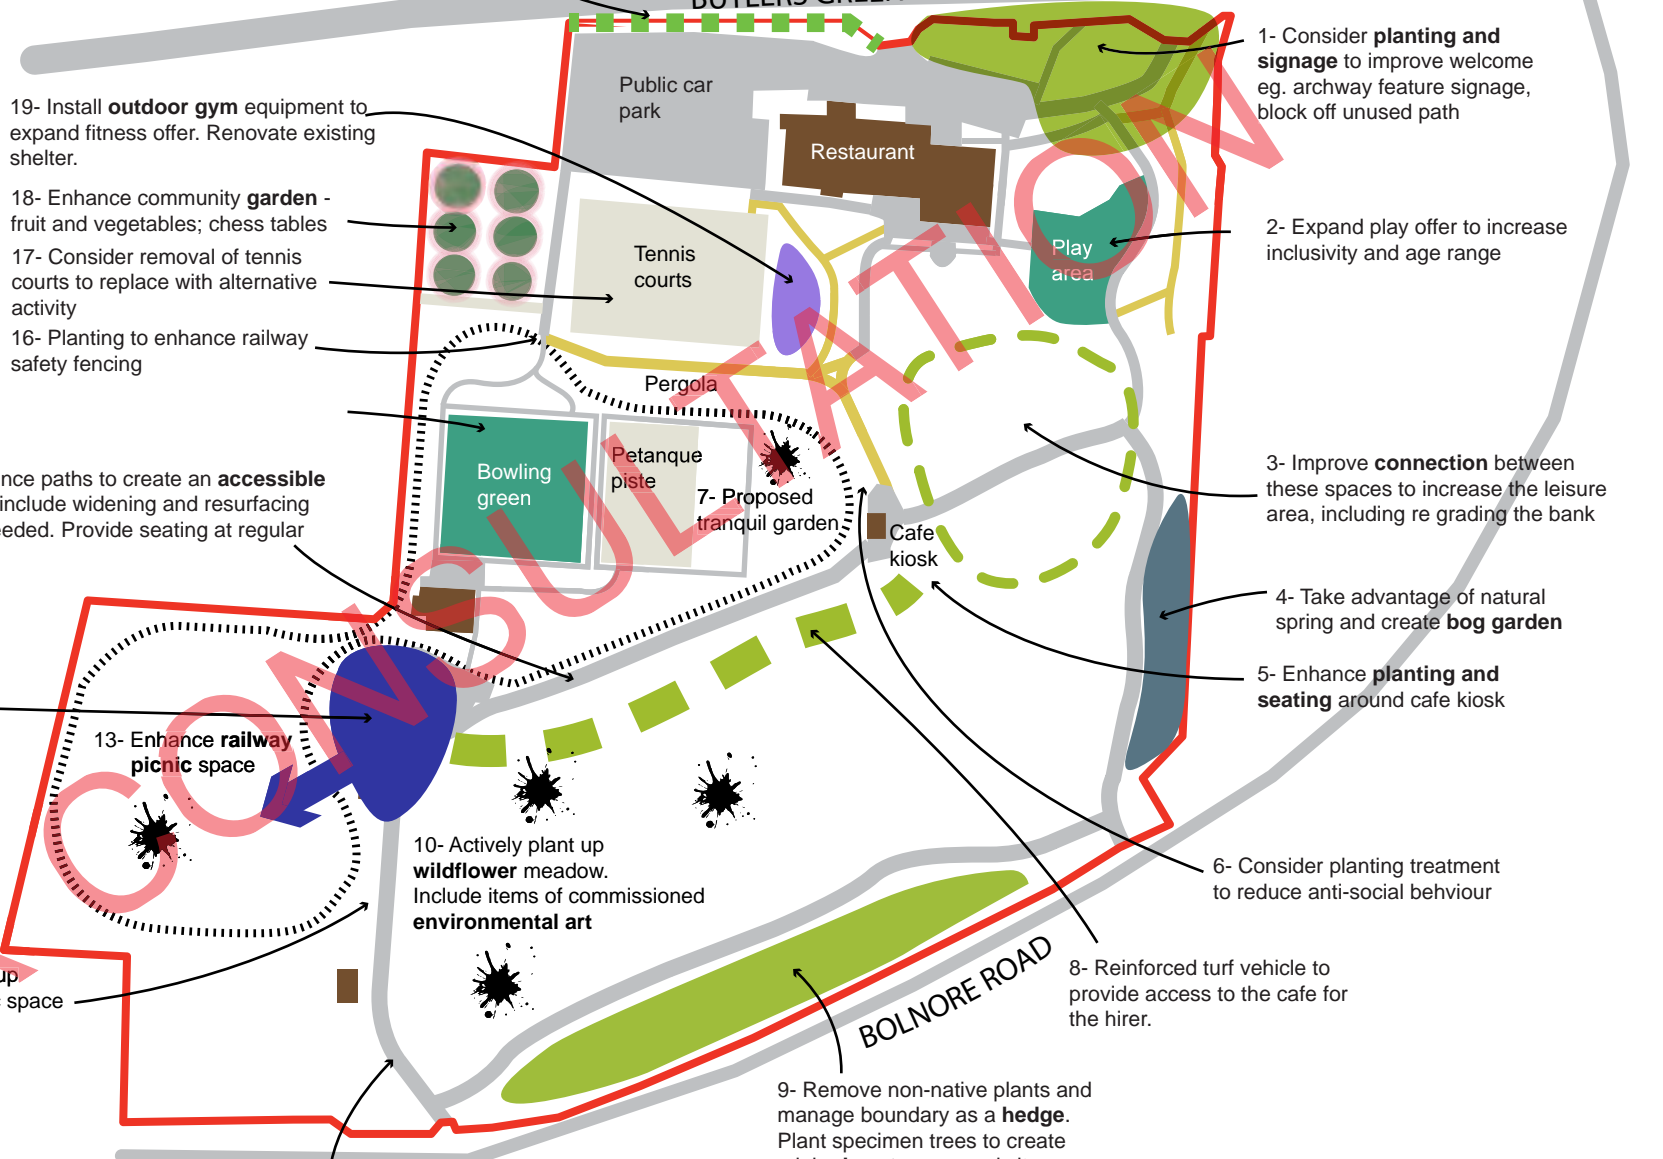 BUTLERS GREEN
1- Consider planting and
signage to improve welcome
eg. archway feature signage,
block off unused path
Public car
park
19- Install outdoor gym equipment to
expand fitness offer. Renovate existing
shelter.
Restaurant
18- Enhance community garden -
fruit and vegetables; chess tables
2- Expand play offer to increase
inclusivity and age range
Play
area
Tennis
courts
17- Consider removal of tennis
courts to replace with alternative
activity
16- Planting to enhance railway
safety fencing
Pergola
Bowling
green
Petanque
piste
7- Proposed
tranquil garden
3- Improve connection between
these spaces to increase the leisure
area, including re grading the bank
nce paths to create an accessible
include widening and resurfacing
eded. Provide seating at regular
Cafe
kiosk
4- Take advantage of natural
spring and create bog garden
5- Enhance planting and
seating around cafe kiosk
13- Enhance railway
picnic space
10- Actively plant up
wildflower meadow.
Include items of commissioned
environmental art
6- Consider planting treatment
to reduce anti-social behviour
up
space
BOLNORE ROAD
8- Reinforced turf vehicle to
provide access to the cafe for
the hirer.
9- Remove non-native plants and
manage boundary as a hedge.
Plant specimen trees to create
CONSULTATION